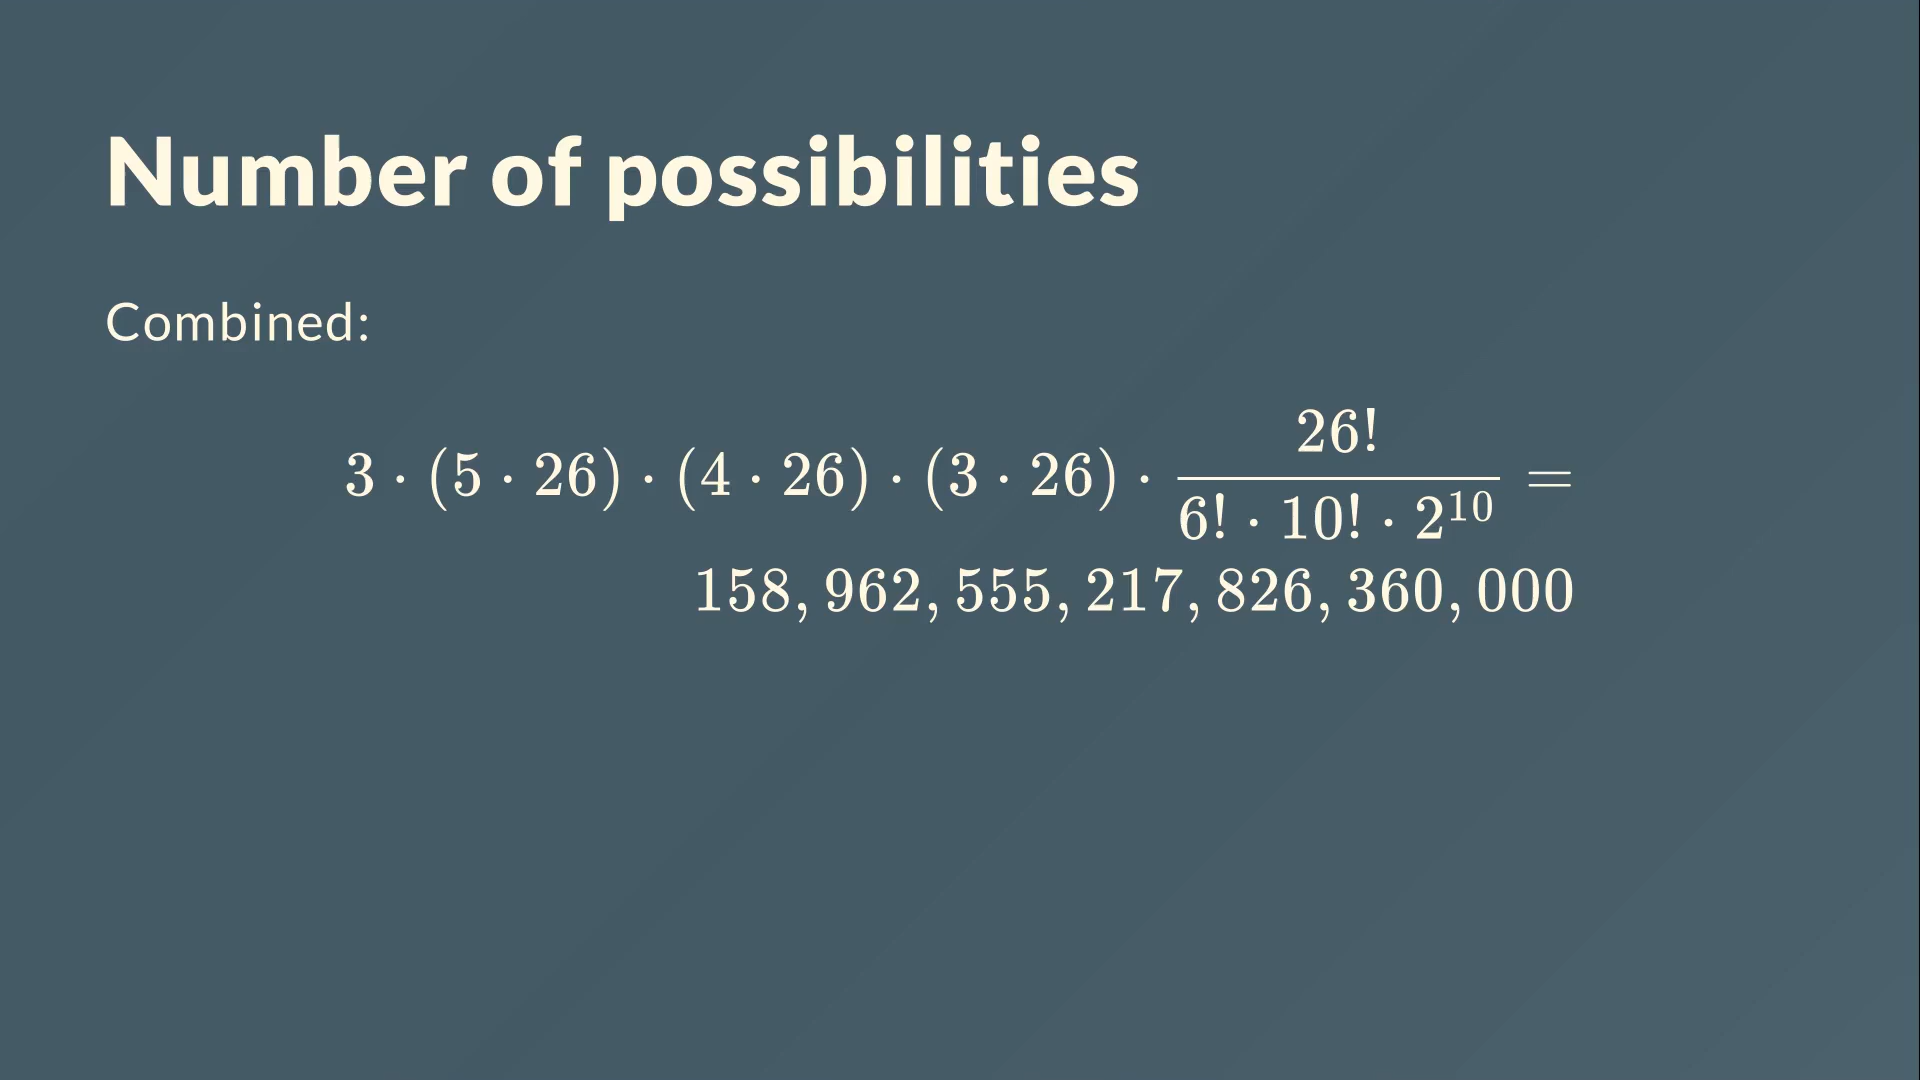 Number of possibilities
Combined:
3 · (5 · 26) · (4 · 26) · (3 · 26) · \frac{26!}{6! · 10! · 2^{10}} =
158, 962, 555, 217, 826, 360, 000